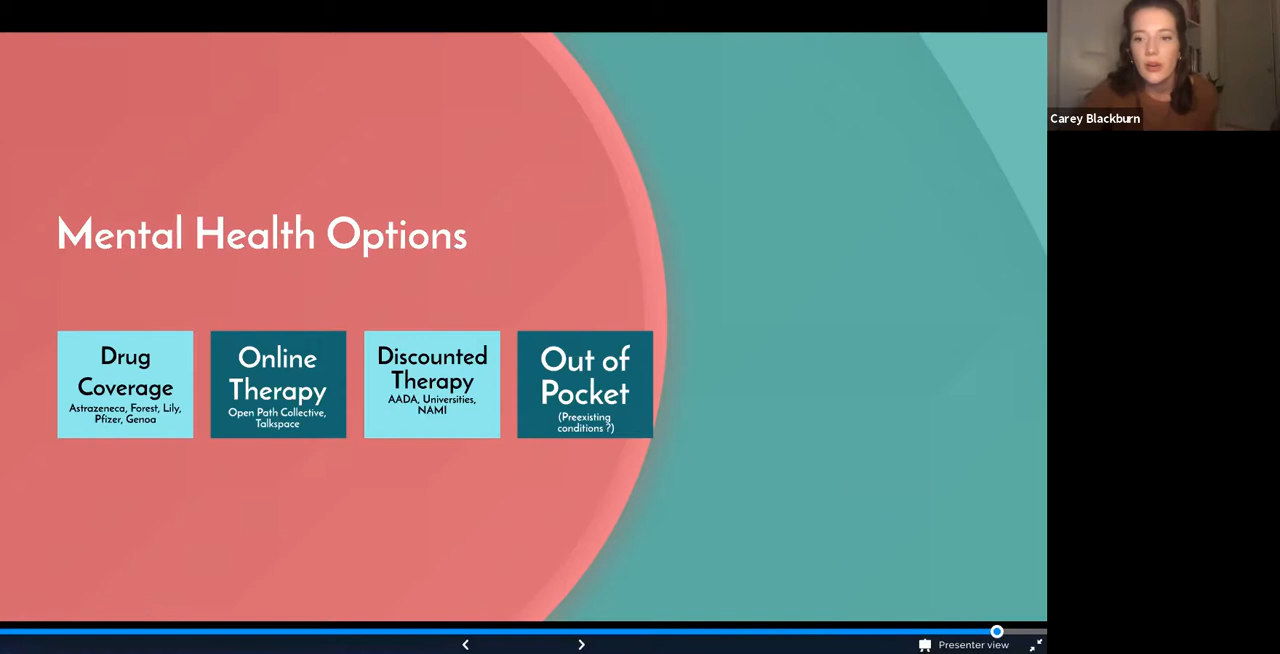 Mental Health Options
Drug
Coverage
Astrazeneca, Forest, Lily,
Pfizer, Genoa
Online
Therapy
Open Path Collective,
Talkspace
Discounted
Therapy
AADA, Universities,
NAMI
Out of
Pocket
(Preexisting
conditions ?)
Carey Blackburn
Presenter view